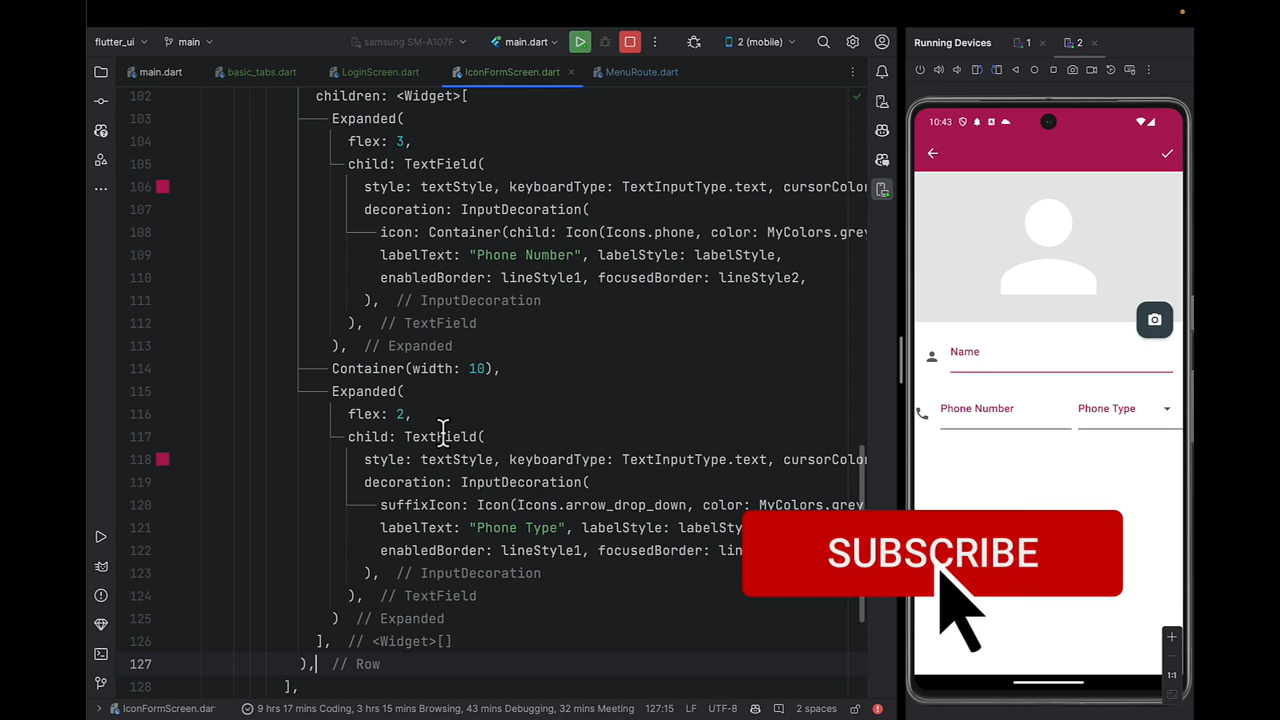 flutter_ui
main
samsung SM-A107F
main.dart
2 (mobile)
Running Devices
1
2
main.dart
basic_tabs.dart
LoginScreen.dart
IconFormScreen.dart
MenuRoute.dart
102 children: <Widget>[
103 Expanded(
104 flex: 3,
105 child: TextField(
106 style: textStyle, keyboardType: TextInputType.text, cursorColor
107 decoration: InputDecoration(
108 icon: Container(child: Icon(Icons.phone, color: MyColors.grey
109 labelText: "Phone Number", labelStyle: labelStyle,
110 enabledBorder: lineStyle1, focusedBorder: lineStyle2,
111 ), // InputDecoration
112 ), // TextField
113 ), // Expanded
114 Container(width: 10),
115 Expanded(
116 flex: 2,
117 child: TextField(
118 style: textStyle, keyboardType: TextInputType.text, cursorColor
119 decoration: InputDecoration(
120 suffixIcon: Icon(Icons.arrow_drop_down, color: MyColors.grey
121 labelText: "Phone Type", labelStyle: labelSty
122 enabledBorder: lineStyle1, focusedBorder: lin
123 ), // InputDecoration
124 ), // TextField
125 ) // Expanded
126 ], // <Widget>[]
127 ), // Row
128 ],
10:43
Name
Phone Number
Phone Type
SUBSCRIBE
1:1
IconFormScreen.dart
9 hrs 17 mins Coding, 3 hrs 15 mins Browsing, 43 mins Debugging, 32 mins Meeting
127:15
LF
UTF-8
2 spaces